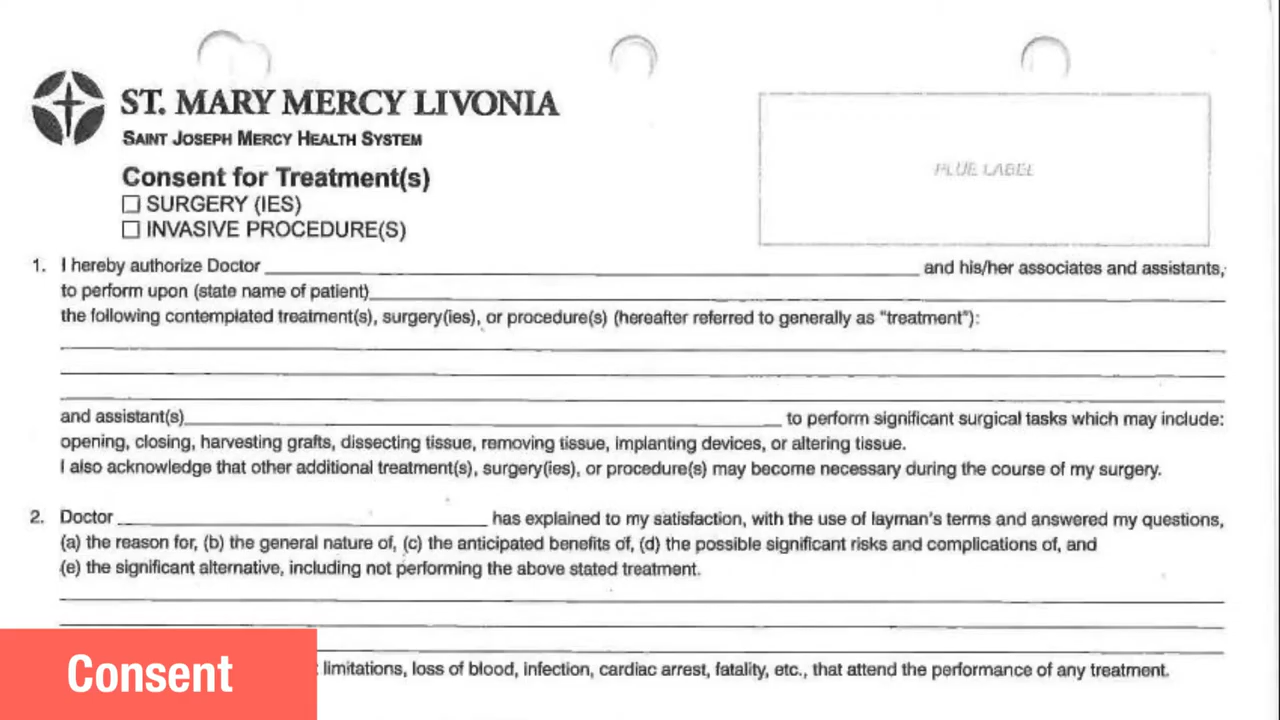 ST. MARY MERCY LIVONIA
SAINT JOSEPH MERCY HEALTH SYSTEM
Consent for Treatment(s)
☐ SURGERY (IES)
☐ INVASIVE PROCEDURE(S)
BLUE LABEL
1. I hereby authorize Doctor ____ and his/her associates and assistants,
to perform upon (state name of patient)____
the following contemplated treatment(s), surgery(ies), or procedure(s) (hereafter referred to generally as "treatment"):
and assistant(s)____ to perform significant surgical tasks which may include:
opening, closing, harvesting grafts, dissecting tissue, removing tissue, implanting devices, or altering tissue.
I also acknowledge that other additional treatment(s), surgery(ies), or procedure(s) may become necessary during the course of my surgery.
2. Doctor ____ has explained to my satisfaction, with the use of layman's terms and answered my questions,
(a) the reason for, (b) the general nature of, (c) the anticipated benefits of, (d) the possible significant risks and complications of, and
(e) the significant alternative, including not performing the above stated treatment.
limitations, loss of blood, infection, cardiac arrest, fatality, etc., that attend the performance of any treatment.
Consent